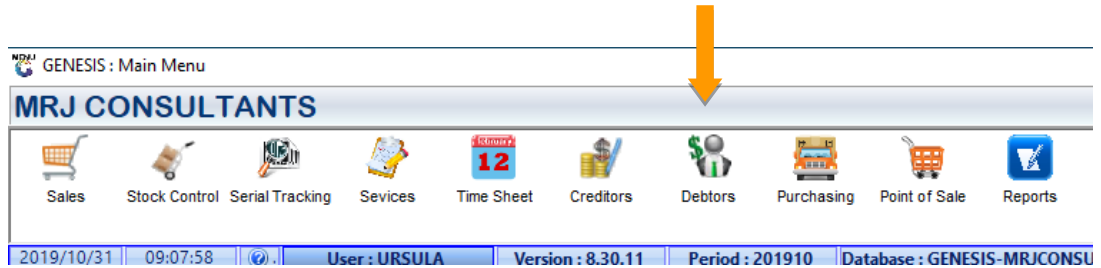 GENESIS : Main Menu
MRJ CONSULTANTS
12
Sales Stock Control Serial Tracking Sevices Time Sheet Creditors Debtors Purchasing Point of Sale Reports
2019/10/31 09:07:58 User : URSULA Version : 8.30.11 Period : 201910 Database : GENESIS-MRJCONSU